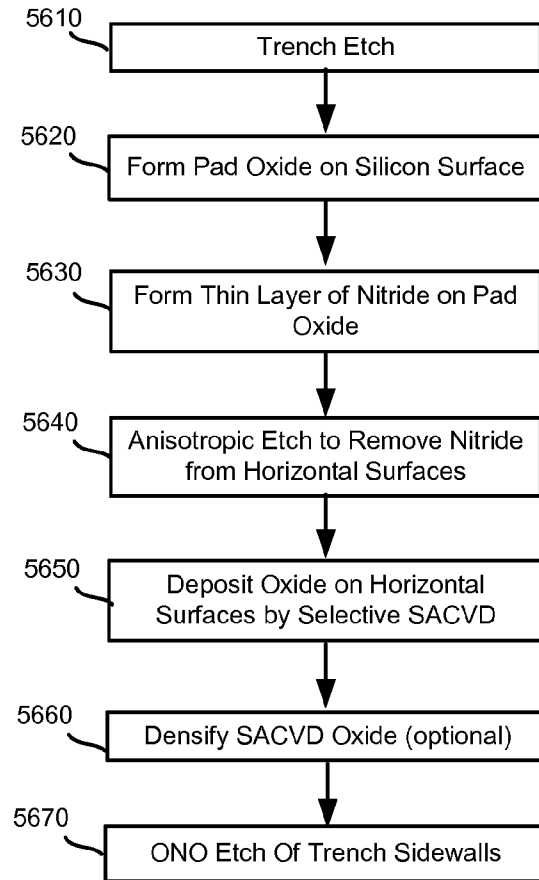 5610
Trench Etch
5620
Form Pad Oxide on Silicon Surface
5630
Form Thin Layer of Nitride on Pad
Oxide
5640
Anisotropic Etch to Remove Nitride
from Horizontal Surfaces
5650
Deposit Oxide on Horizontal
Surfaces by Selective SACVD
5660
Densify SACVD Oxide (optional)
5670
ONO Etch Of Trench Sidewalls